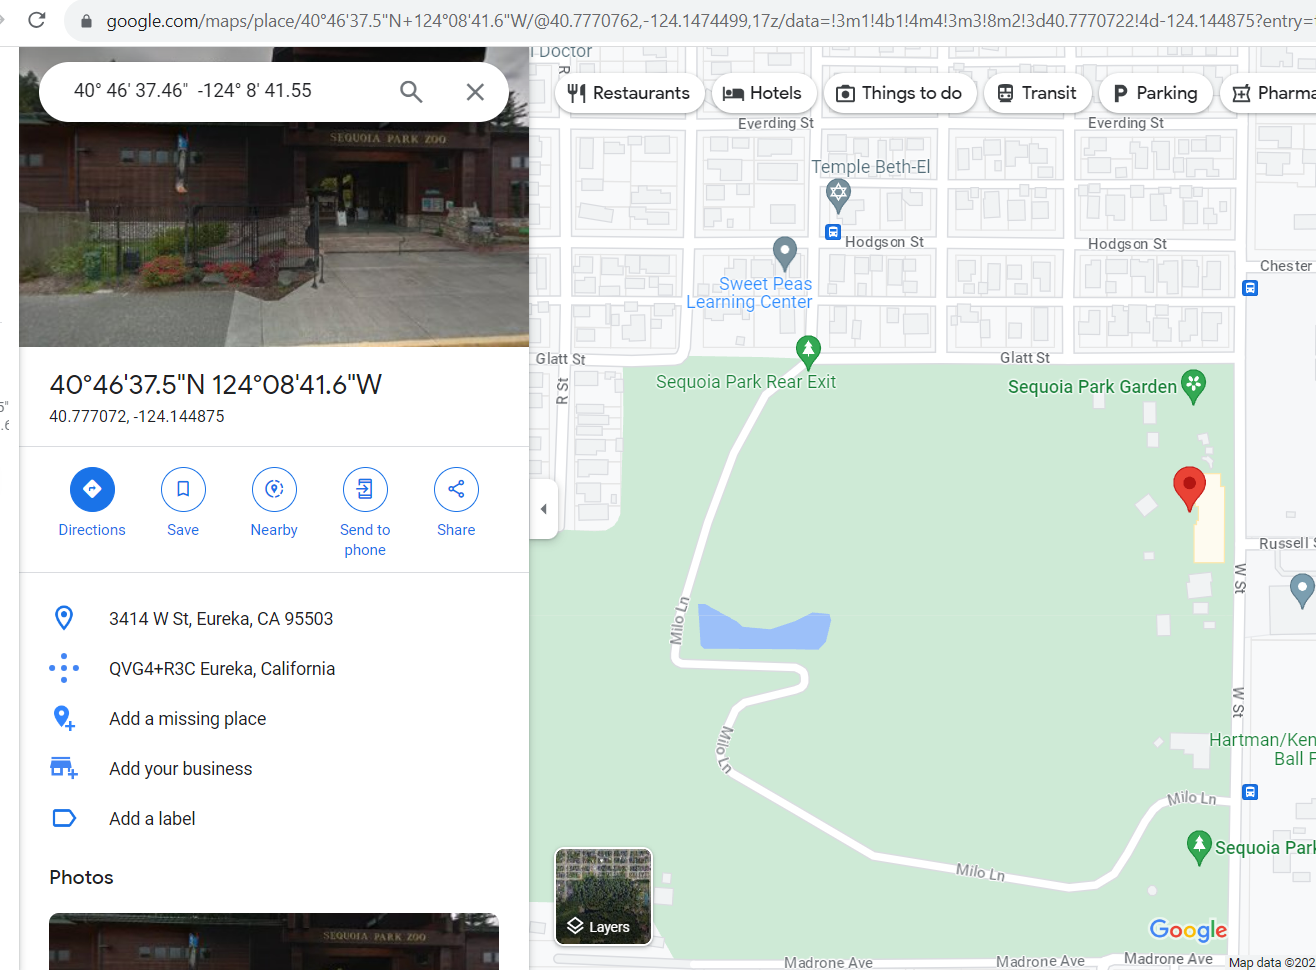 google.com/maps/place/40°46'37.5"N+124°08'41.6"W/@40.7770762,-124.1474499,17z/data=!3m1!4b1!4m4!3m3!8m2!3d40.7770722!4d-124.144875?entry=
40° 46' 37.46"  -124° 8' 41.55
SEQUOIA PARK ZOO
40°46'37.5"N 124°08'41.6"W
40.777072, -124.144875
Directions
Save
Nearby
Send to
phone
Share
3414 W St, Eureka, CA 95503
QVG4+R3C Eureka, California
Add a missing place
Add your business
Add a label
Photos
SEQUOIA PARK ZOO
Doctor
Restaurants
Hotels
Things to do
Transit
Parking
Pharma
Everding St
Everding St
Temple Beth-El
Hodgson St
Hodgson St
Chester
Sweet Peas
Learning Center
Glatt St
Glatt St
R St
Sequoia Park Rear Exit
Sequoia Park Garden
Russell S
W St
Milo Ln
W St
Milo Ln
Hartman/Ken
Ball F
Milo Ln
Sequoia Park
Milo Ln
Layers
Google
Madrone Ave
Madrone Ave
Madrone Ave
Map data ©202